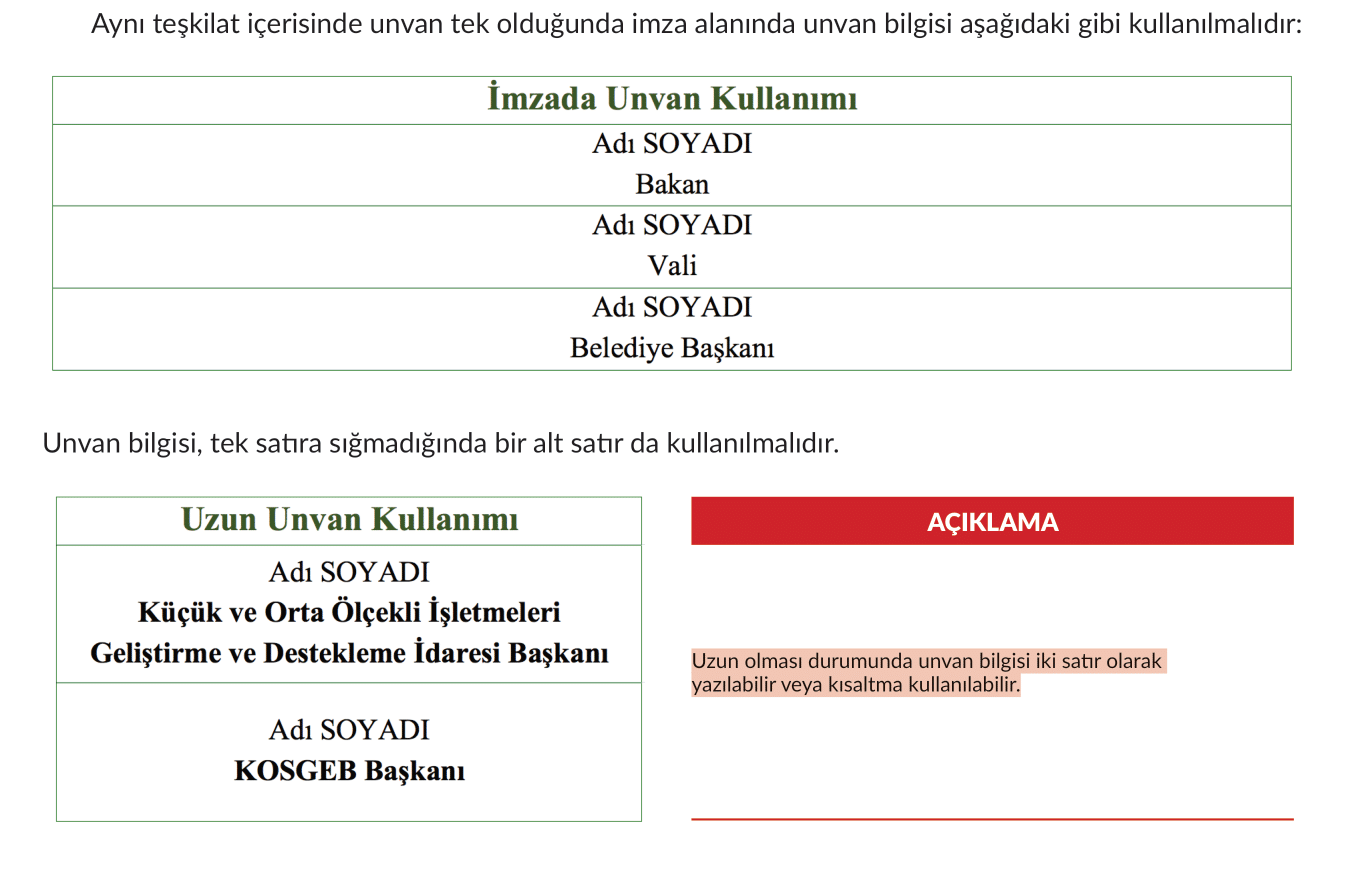 Aynı teşkilat içerisinde unvan tek olduğunda imza alanında unvan bilgisi aşağıdaki gibi kullanılmalıdır:
İmzada Unvan Kullanımı
Adı SOYADI
Bakan
Adı SOYADI
Vali
Adı SOYADI
Belediye Başkanı
Unvan bilgisi, tek satıra sığmadığında bir alt satır da kullanılmalıdır.
Uzun Unvan Kullanımı
Adı SOYADI
Küçük ve Orta Ölçekli İşletmeleri
Geliştirme ve Destekleme İdaresi Başkanı
Adı SOYADI
KOSGEB Başkanı
AÇIKLAMA
Uzun olması durumunda unvan bilgisi iki satır olarak
yazılabilir veya kısaltma kullanılabilir.